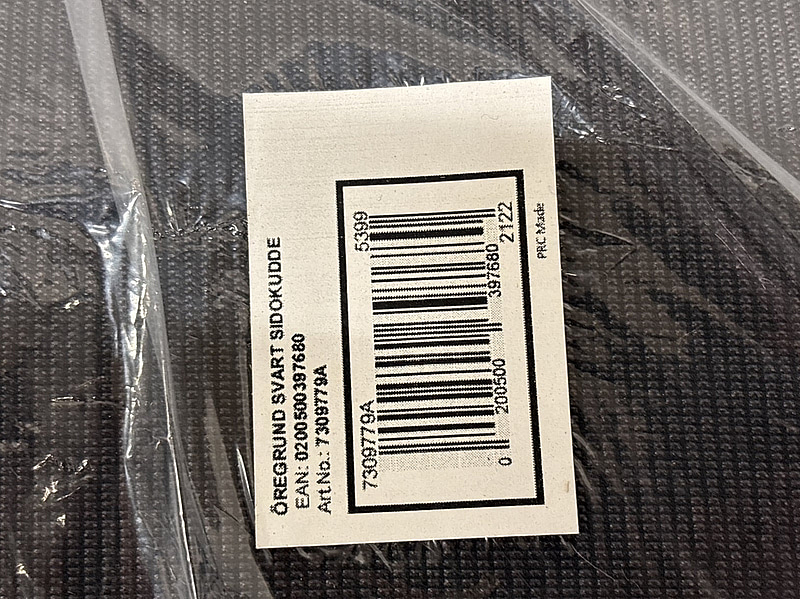 ÖREGRUND SVART SIDOKUDDE
EAN: 0200500397680
Art.No.: 7309779A
7309779A 5399
0 200500 397680 2122
PRC Made